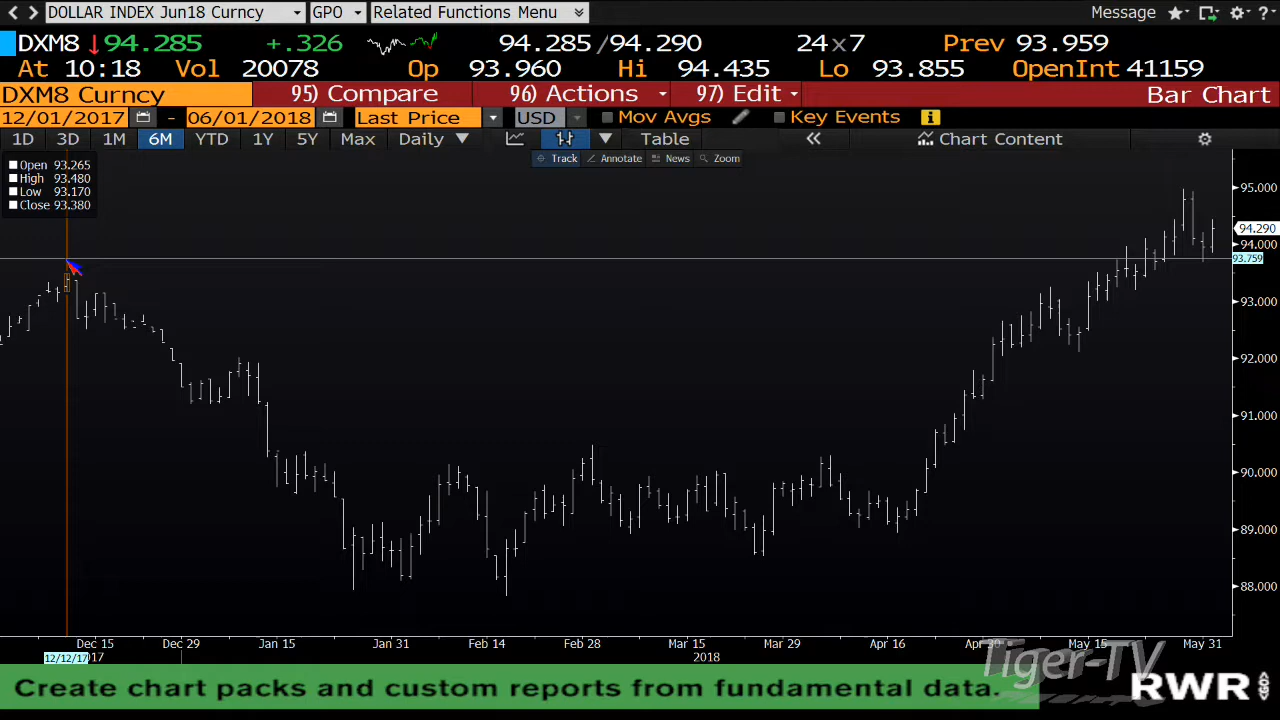 DOLLAR INDEX Jun18 Curncy GPO Related Functions Menu Message ?
DXM8 94.285 +.326 94.285/94.290 24x7 Prev 93.959
At 10:18 Vol 20078 Op 93.960 Hi 94.435 Lo 93.855 OpenInt 41159
DXM8 Curncy 95) Compare 96) Actions 97) Edit Bar Chart
12/01/2017 - 06/01/2018 Last Price USD Mov Avgs Key Events i
1D 3D 1M 6M YTD 1Y 5Y Max Daily Table « Chart Content
Track Annotate News Zoom
Open 93.265
High 93.480
Low 93.170
Close 93.380
95.000
94.290
94.000
93.759
93.000
92.000
91.000
90.000
89.000
88.000
Dec 15 Dec 29 Jan 15 Jan 31 Feb 14 Feb 28 Mar 15 Mar 29 Apr 16 Apr 30 May 15 May 31
12/12/17 2018
Tiger-TV
Create chart packs and custom reports from fundamental data.
RWR